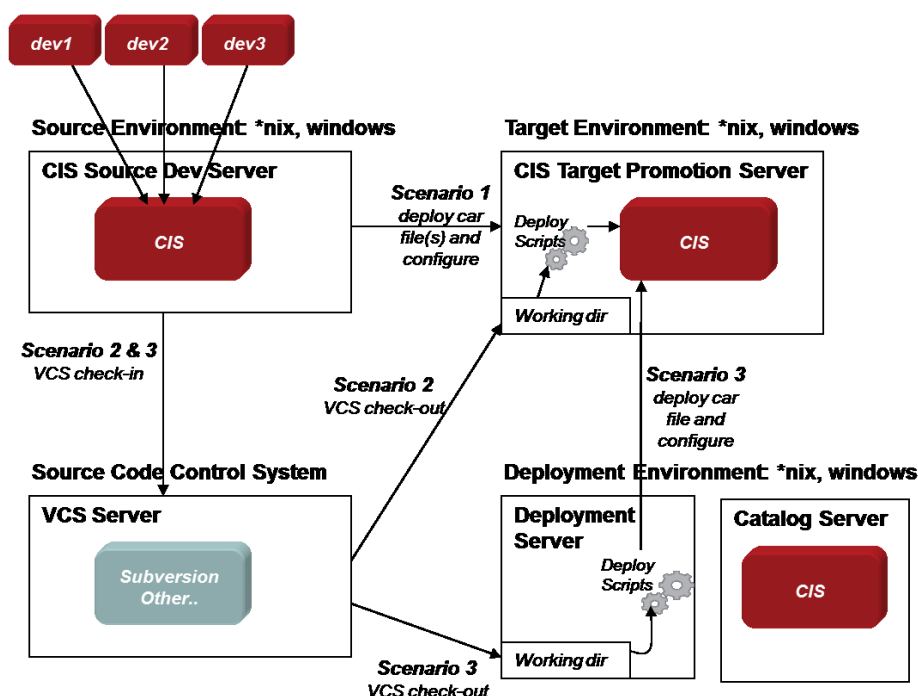 dev1
dev2
dev3
Source Environment: *nix, windows
CIS Source Dev Server
CIS
Scenario 1
deploy car
file(s) and
configure
Target Environment: *nix, windows
CIS Target Promotion Server
Deploy
Scripts
CIS
Working dir
Scenario 2 & 3
VCS check-in
Scenario 2
VCS check-out
Scenario 3
deploy car
file and
configure
Source Code Control System
VCS Server
Subversion
Other..
Scenario 3
VCS check-out
Deployment Environment: *nix, windows
Deployment
Server
Deploy
Scripts
Working dir
Catalog Server
CIS